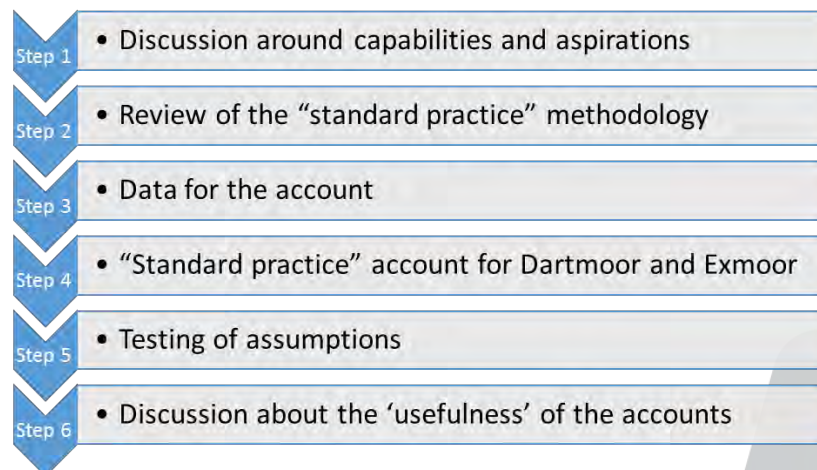 Step 1
• Discussion around capabilities and aspirations
Step 2
• Review of the “standard practice” methodology
Step 3
• Data for the account
Step 4
• “Standard practice” account for Dartmoor and Exmoor
Step 5
• Testing of assumptions
Step 6
• Discussion about the ‘usefulness’ of the accounts